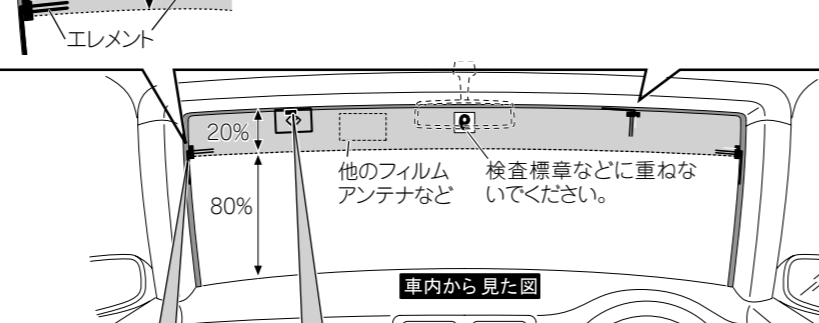 エレメント
20%
他のフィルム
アンテナなど
検査標章などに重ねな
いでください。
80%
車内から見た図